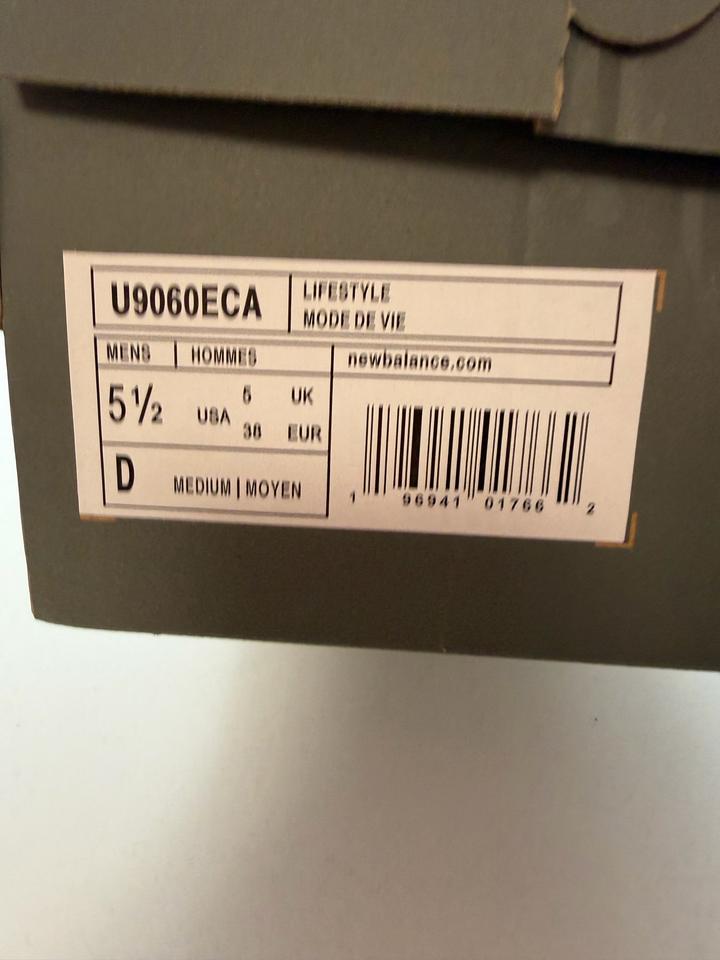 U9060ECA
LIFESTYLE
MODE DE VIE
MENS | HOMMES
newbalance.com
5½ USA
5 UK
38 EUR
D MEDIUM | MOYEN
1 96941 01766 2